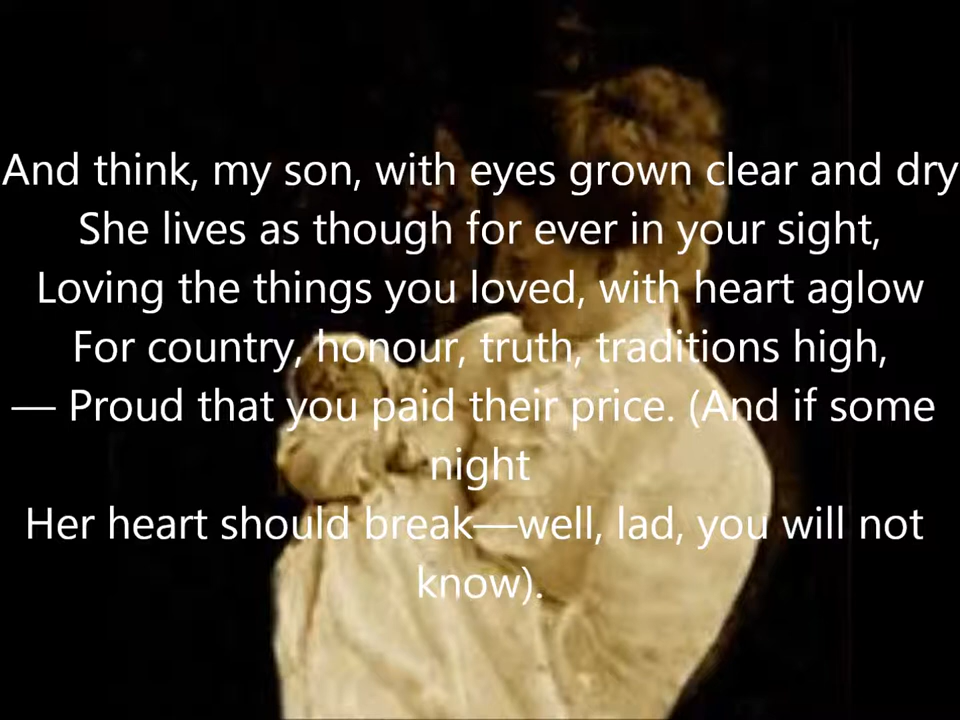 And think, my son, with eyes grown clear and dry
She lives as though for ever in your sight,
Loving the things you loved, with heart aglow
For country, honour, truth, traditions high,
— Proud that you paid their price. (And if some
night
Her heart should break—well, lad, you will not
know).